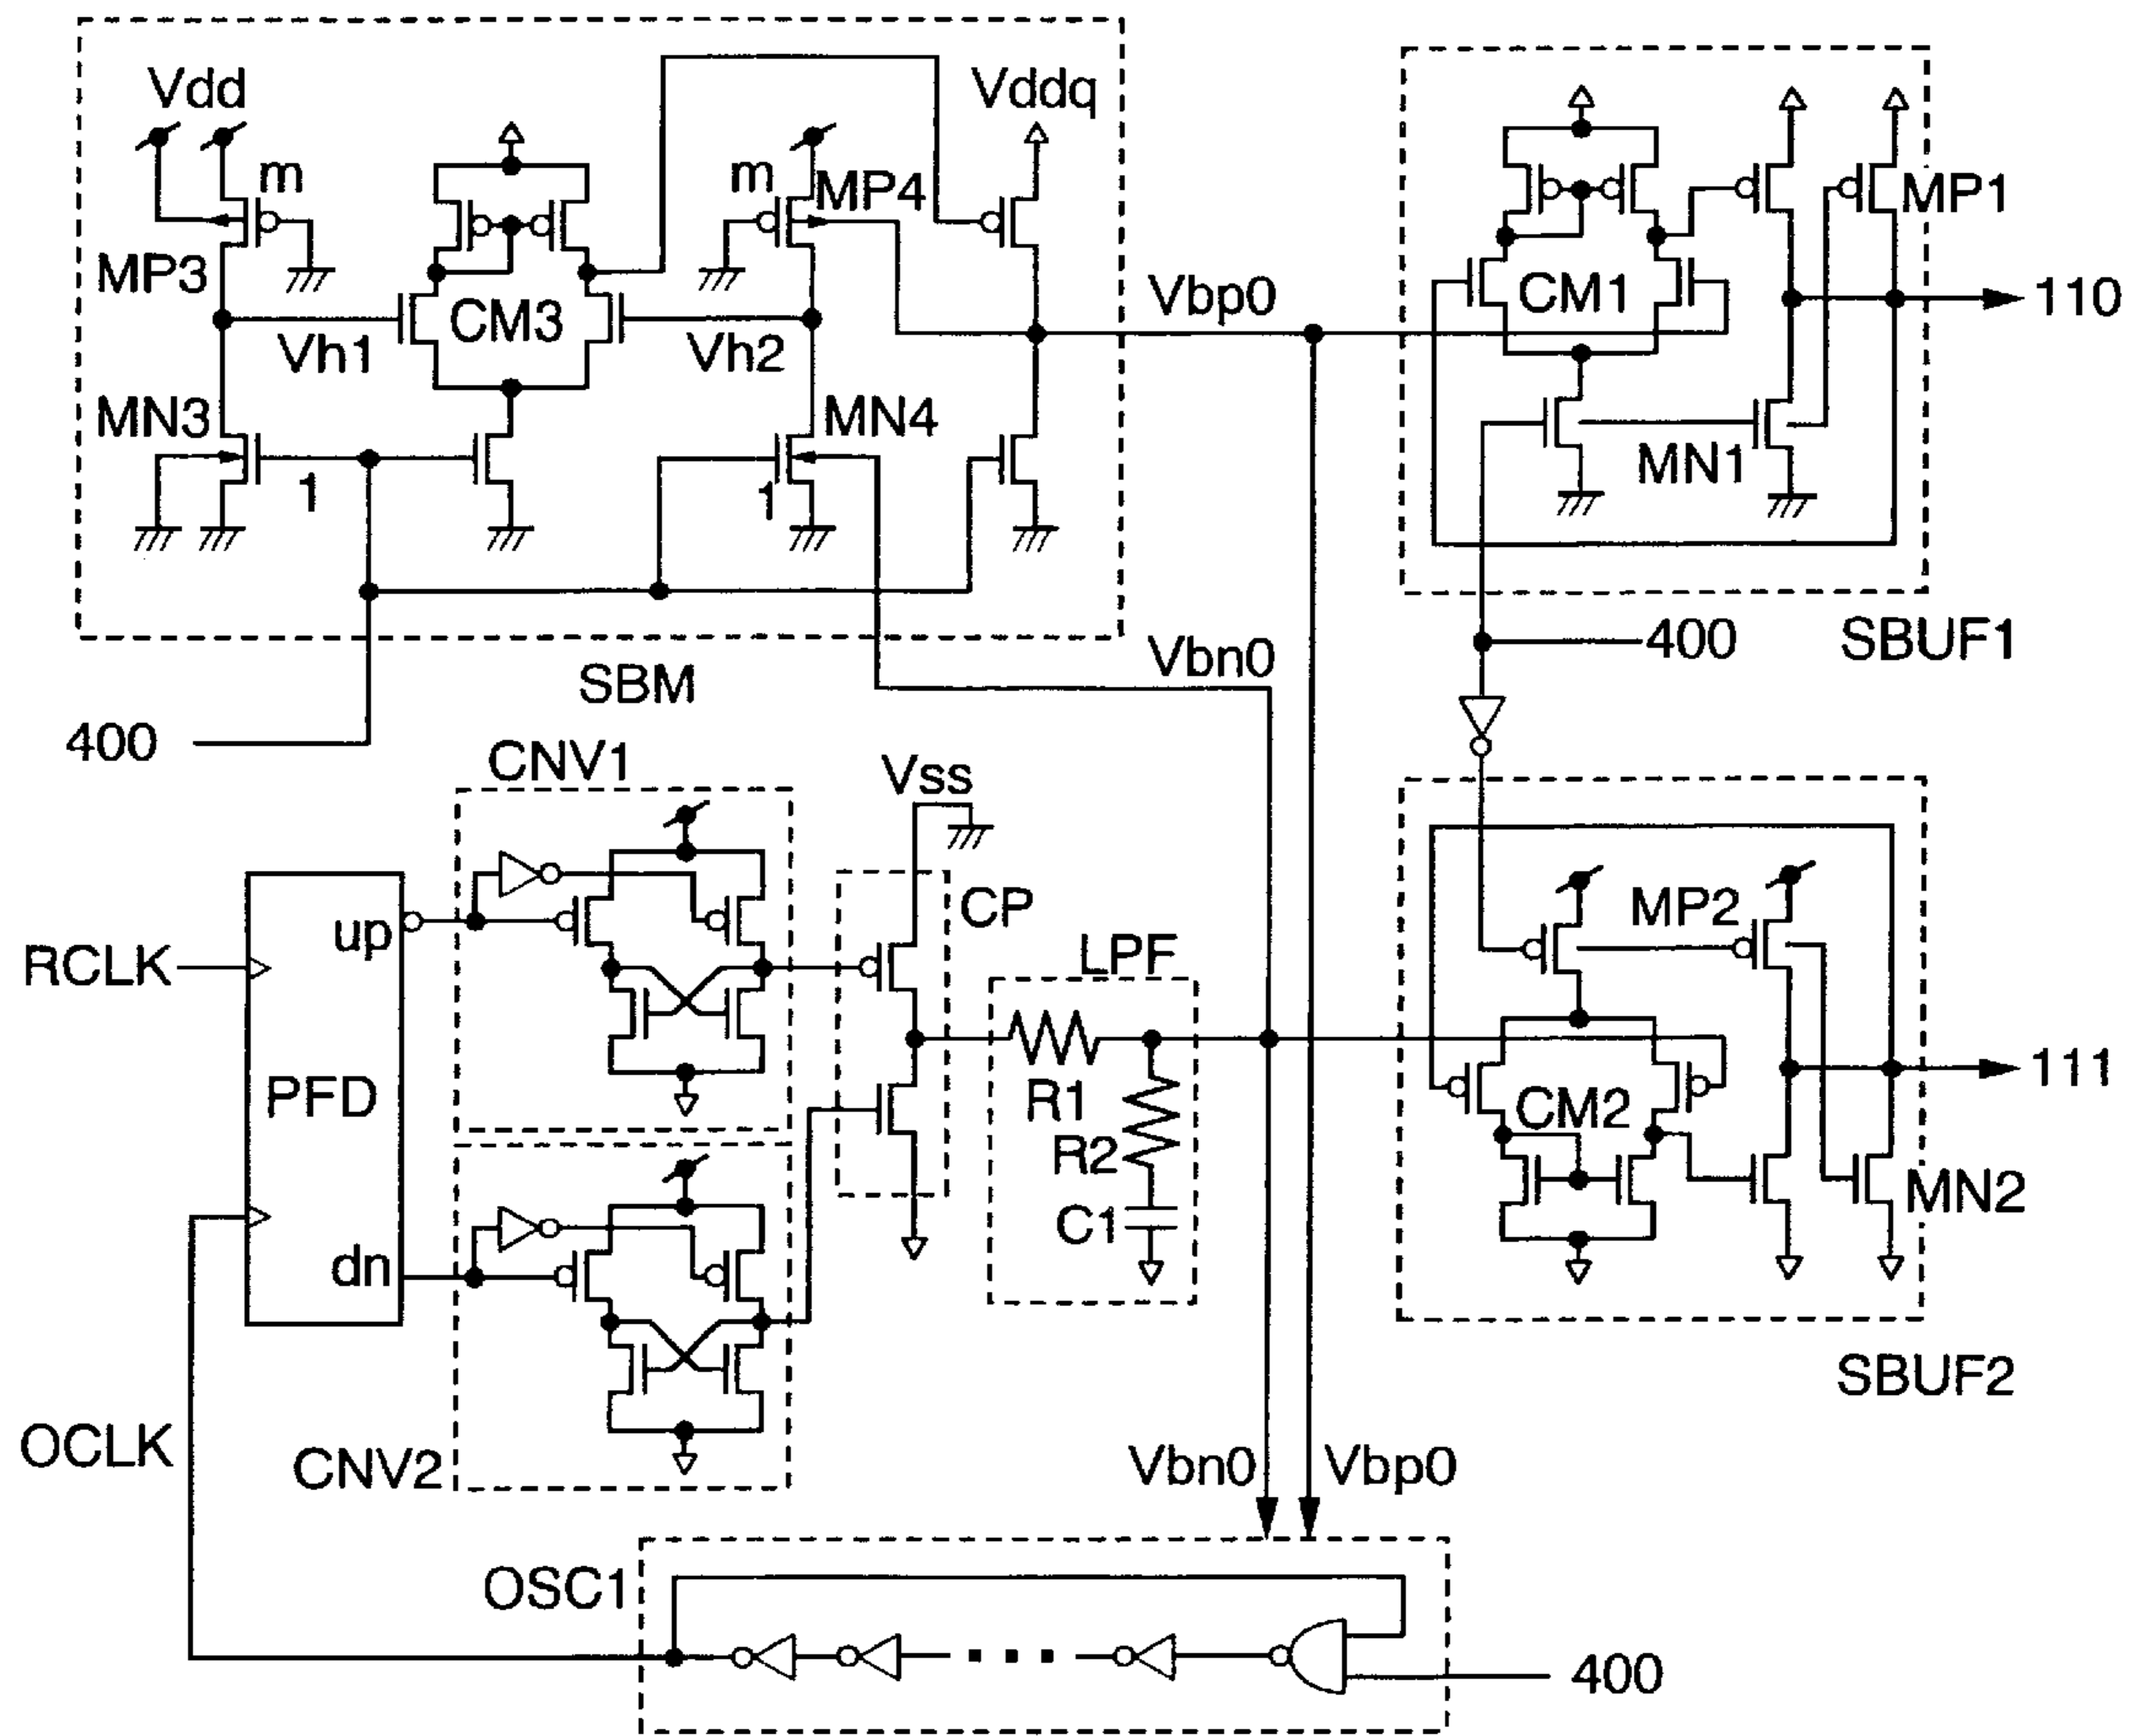 Vdd
m
m
MP4
Vddq
MP3
MP1
Vh1
CM3
Vh2
Vbp0
CM1
110
MN3
1
MN4
1
MN1
400
SBUF1
SBM
Vbn0
400
CNV1
Vss
CP
up
RCLK
PFD
LPF
MP2
R1
R2
C1
CM2
111
MN2
dn
SBUF2
OCLK
CNV2
Vbn0
Vbp0
OSC1
400